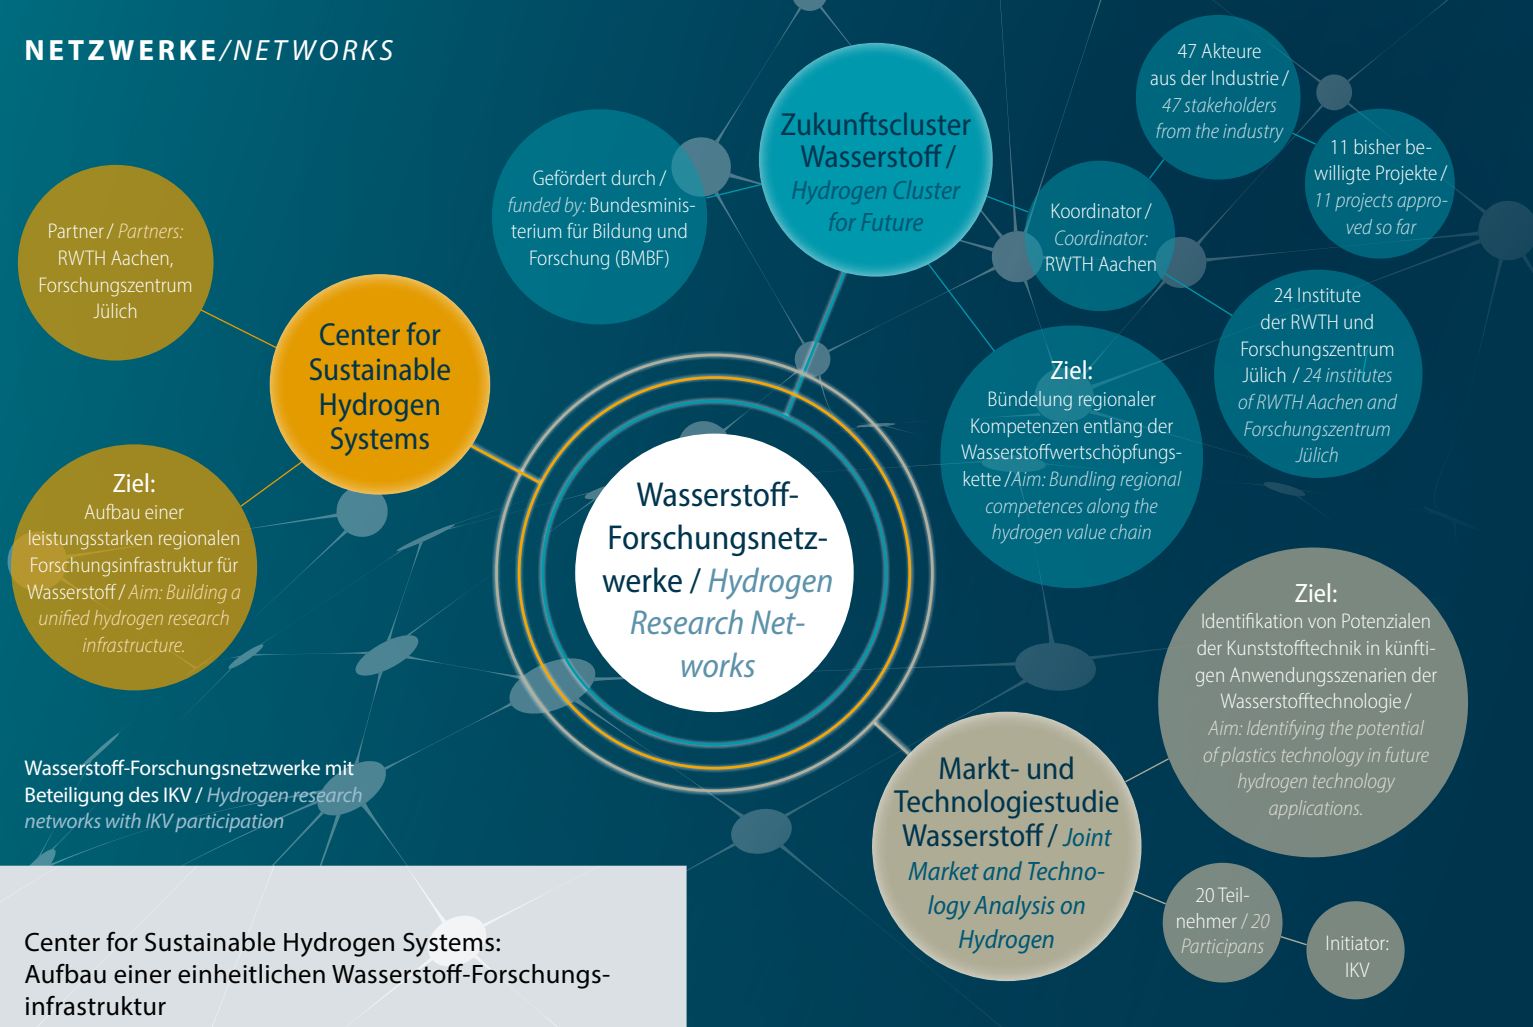 NETZWERKE/NETWORKS
Partner / Partners:
RWTH Aachen,
Forschungszentrum
Jülich
Center for
Sustainable
Hydrogen
Systems
Ziel:
Aufbau einer
leistungsstarken regionalen
Forschungsinfrastruktur für
Wasserstoff / Aim: Building a
unified hydrogen research
infrastructure.
Gefördert durch /
funded by: Bundesminis-
terium für Bildung und
Forschung (BMBF)
Zukunftscluster
Wasserstoff /
Hydrogen Cluster
for Future
Koordinator /
Coordinator:
RWTH Aachen
47 Akteure
aus der Industrie /
47 stakeholders
from the industry
11 bisher be-
willigte Projekte /
11 projects appro-
ved so far
24 Institute
der RWTH und
Forschungszentrum
Jülich / 24 institutes
of RWTH Aachen and
Forschungszentrum
Jülich
Ziel:
Bündelung regionaler
Kompetenzen entlang der
Wasserstoffwertschöpfungs-
kette /Aim: Bundling regional
competences along the
hydrogen value chain
Wasserstoff-
Forschungsnetz-
werke / Hydrogen
Research Net-
works
Markt- und
Technologiestudie
Wasserstoff / Joint
Market and Techno-
logy Analysis on
Hydrogen
Ziel:
Identifikation von Potenzialen
der Kunststofftechnik in künfti-
gen Anwendungsszenarien der
Wasserstofftechnologie /
Aim: Identifying the potential
of plastics technology in future
hydrogen technology
applications.
20 Teil-
nehmer / 20
Participans
Initiator:
IKV
Wasserstoff-Forschungsnetzwerke mit
Beteiligung des IKV / Hydrogen research
networks with IKV participation
Center for Sustainable Hydrogen Systems:
Aufbau einer einheitlichen Wasserstoff-Forschungs-
infrastruktur